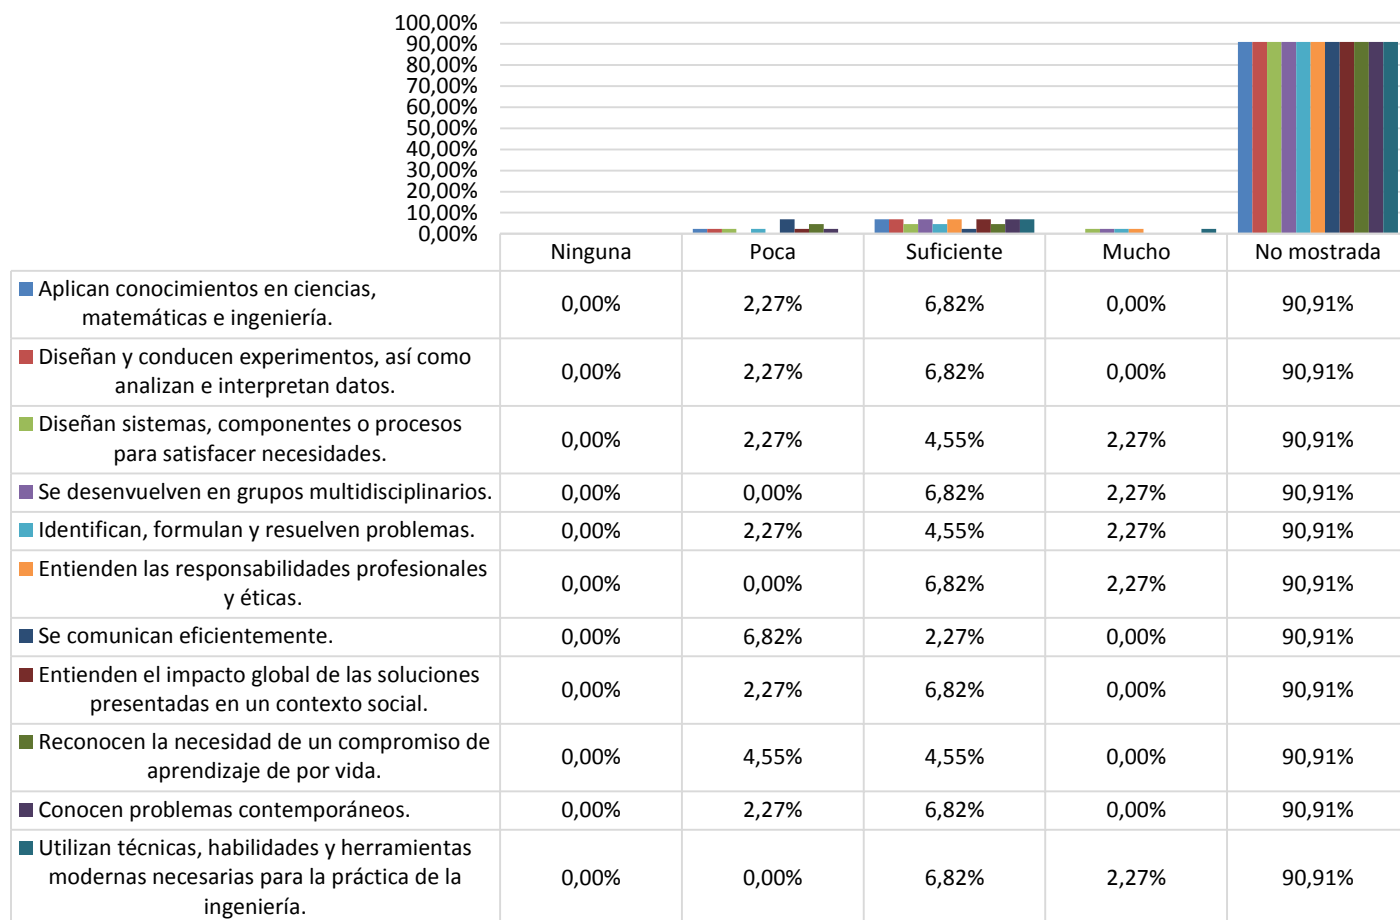 100,00%
90,00%
80,00%
70,00%
60,00%
50,00%
40,00%
30,00%
20,00%
10,00%
0,00%
Ninguna Poca Suficiente Mucho No mostrada
Aplican conocimientos en ciencias,
matemáticas e ingeniería.
0,00% 2,27% 6,82% 0,00% 90,91%
Diseñan y conducen experimentos, así como
analizan e interpretan datos.
0,00% 2,27% 6,82% 0,00% 90,91%
Diseñan sistemas, componentes o procesos
para satisfacer necesidades.
0,00% 2,27% 4,55% 2,27% 90,91%
Se desenvuelven en grupos multidisciplinarios. 0,00% 0,00% 6,82% 2,27% 90,91%
Identifican, formulan y resuelven problemas. 0,00% 2,27% 4,55% 2,27% 90,91%
Entienden las responsabilidades profesionales
y éticas.
0,00% 0,00% 6,82% 2,27% 90,91%
Se comunican eficientemente. 0,00% 6,82% 2,27% 0,00% 90,91%
Entienden el impacto global de las soluciones
presentadas en un contexto social.
0,00% 2,27% 6,82% 0,00% 90,91%
Reconocen la necesidad de un compromiso de
aprendizaje de por vida.
0,00% 4,55% 4,55% 0,00% 90,91%
Conocen problemas contemporáneos. 0,00% 2,27% 6,82% 0,00% 90,91%
Utilizan técnicas, habilidades y herramientas
modernas necesarias para la práctica de la
ingeniería.
0,00% 0,00% 6,82% 2,27% 90,91%